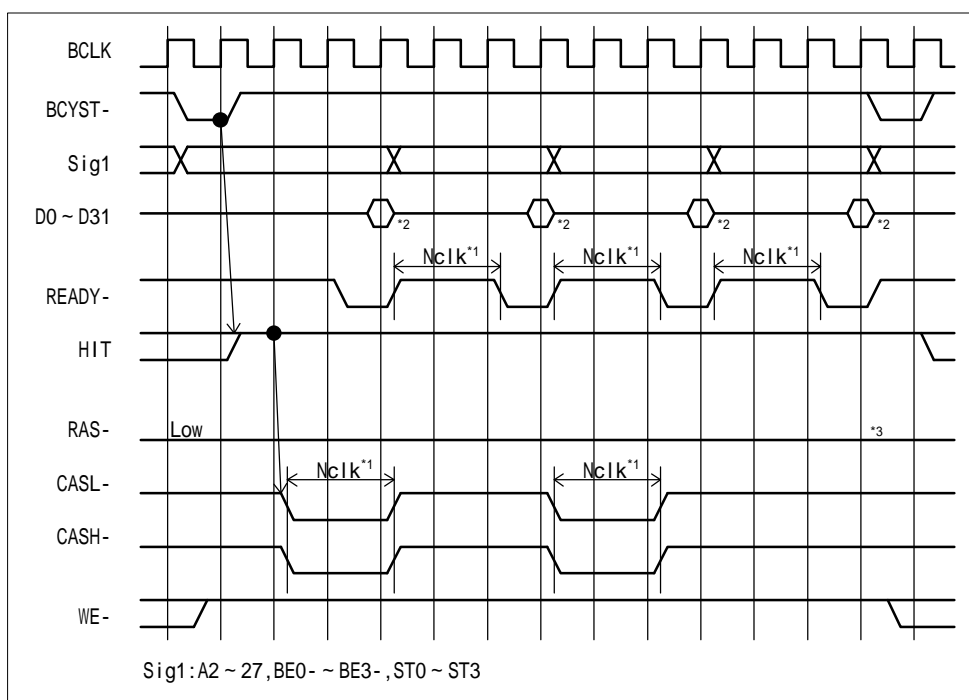 BCLK
BCYST-
Sig1
D0 ~ D31
*2 *2 *2 *2
Nclk*1 Nclk*1 Nclk*1
READY-
HIT
RAS- Low *3
Nclk*1 Nclk*1
CASL-
CASH-
WE-
Sig1:A2 ~ 27,BE0- ~ BE3-,ST0 ~ ST3